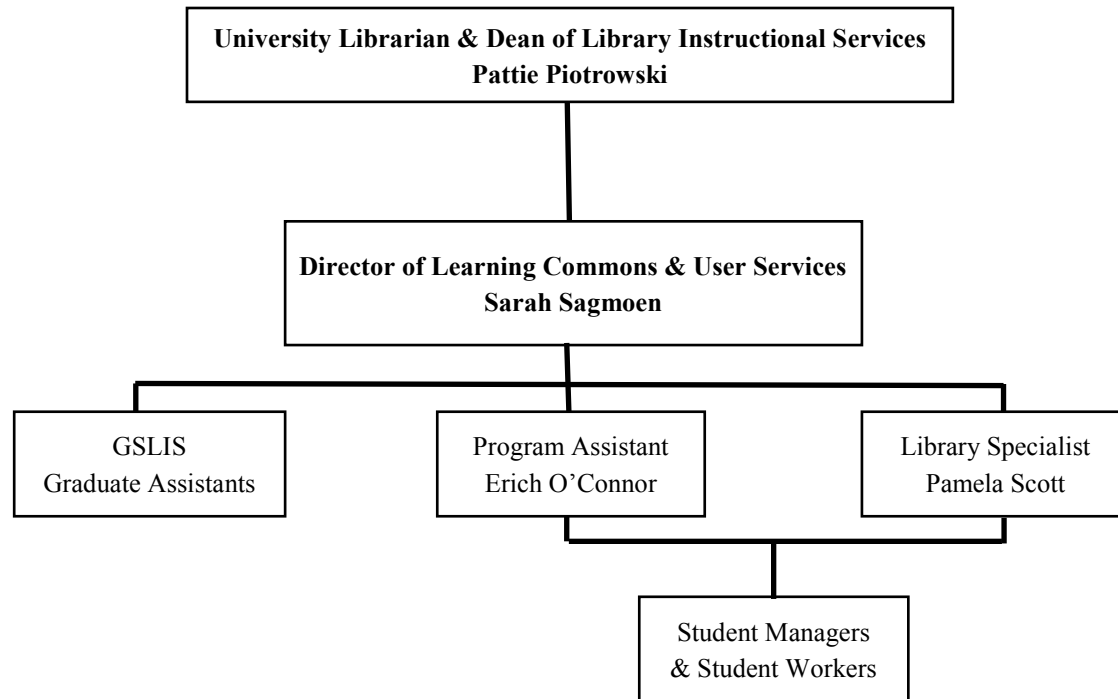 University Librarian & Dean of Library Instructional Services
Pattie Piotrowski
Director of Learning Commons & User Services
Sarah Sagmoen
GSLIS
Graduate Assistants
Program Assistant
Erich O’Connor
Library Specialist
Pamela Scott
Student Managers
& Student Workers